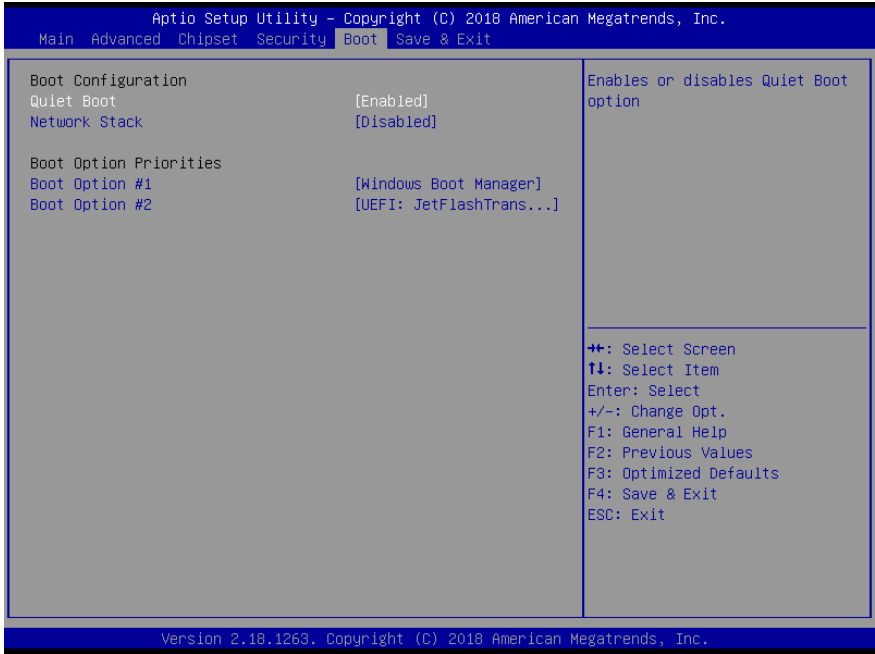 Aptio Setup Utility – Copyright (C) 2018 American Megatrends, Inc.
Main Advanced Chipset Security Boot Save & Exit
Boot Configuration
Quiet Boot [Enabled]
Network Stack [Disabled]
Boot Option Priorities
Boot Option #1 [Windows Boot Manager]
Boot Option #2 [UEFI: JetFlashTrans...]
Enables or disables Quiet Boot
option
→←: Select Screen
↑↓: Select Item
Enter: Select
+/-: Change Opt.
F1: General Help
F2: Previous Values
F3: Optimized Defaults
F4: Save & Exit
ESC: Exit
Version 2.18.1263. Copyright (C) 2018 American Megatrends, Inc.